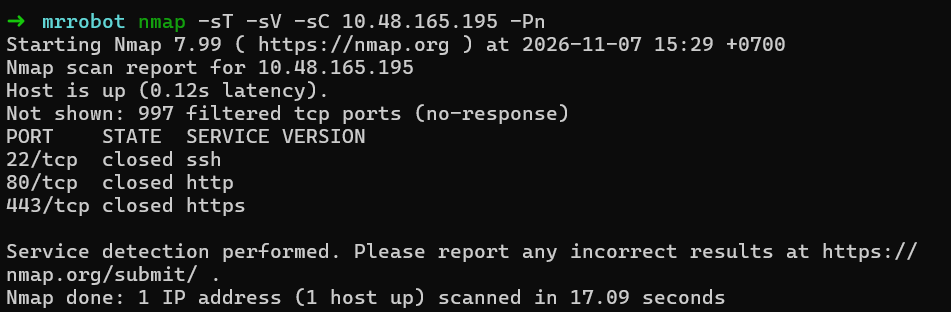 → mrrobot nmap -sT -sV -sC 10.48.165.195 -Pn
Starting Nmap 7.99 ( https://nmap.org ) at 2026-11-07 15:29 +0700
Nmap scan report for 10.48.165.195
Host is up (0.12s latency).
Not shown: 997 filtered tcp ports (no-response)
PORT    STATE  SERVICE VERSION
22/tcp  closed ssh
80/tcp  closed http
443/tcp closed https

Service detection performed. Please report any incorrect results at https://
nmap.org/submit/ .
Nmap done: 1 IP address (1 host up) scanned in 17.09 seconds